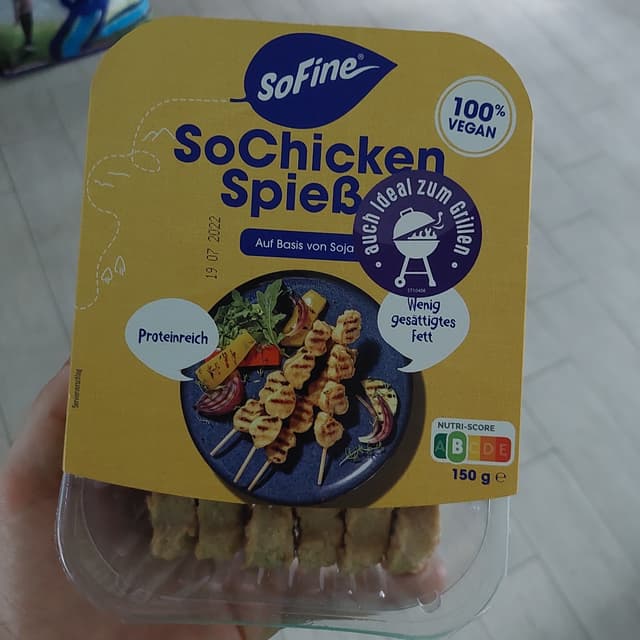 SoFine®
100%
VEGAN
SoChicken
Spieß
auch ideal zum Grillen
19 07 2022
Auf Basis von Soja
Proteinreich
Wenig
gesättigtes
Fett
Serviervorschlag
NUTRI-SCORE
A B C D E
150 g e